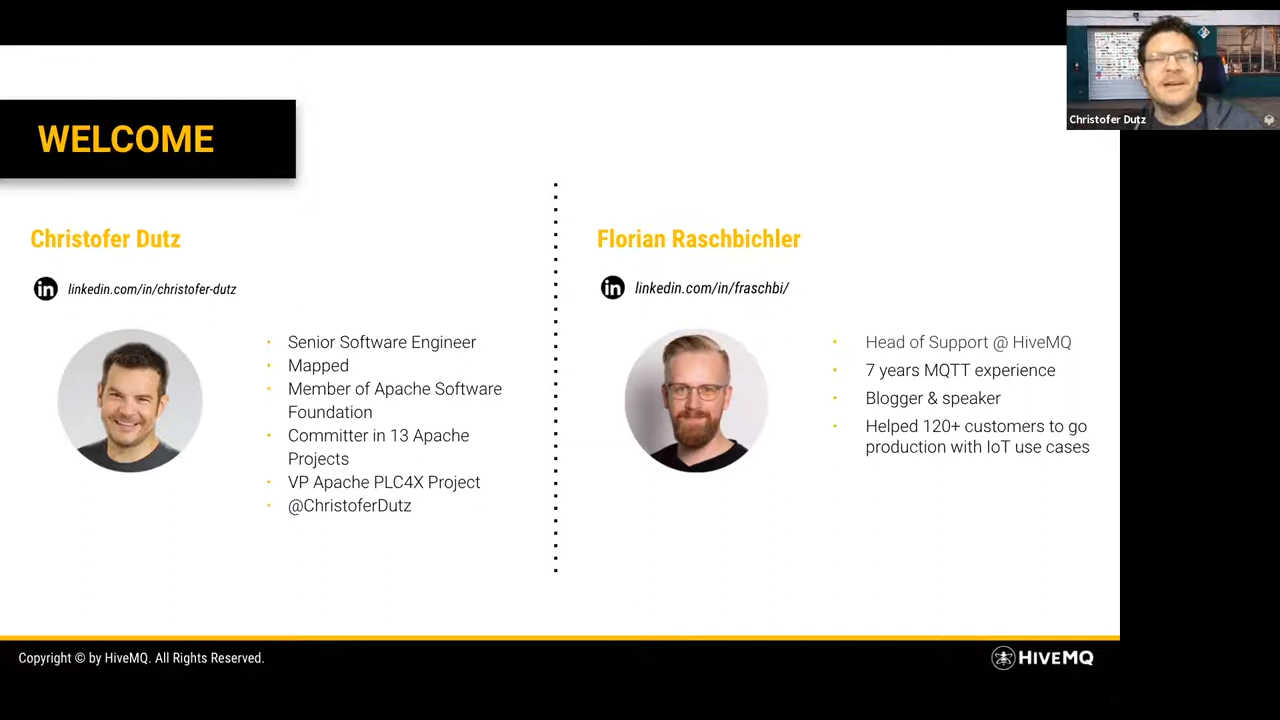 WELCOME
Christofer Dutz
Christofer Dutz
in linkedin.com/in/christofer-dutz
Senior Software Engineer
Mapped
Member of Apache Software
Foundation
Committer in 13 Apache
Projects
VP Apache PLC4X Project
@ChristoferDutz
Florian Raschbichler
in linkedin.com/in/fraschbi/
Head of Support @ HiveMQ
7 years MQTT experience
Blogger & speaker
Helped 120+ customers to go
production with IoT use cases
Copyright © by HiveMQ. All Rights Reserved.
HIVEMQ